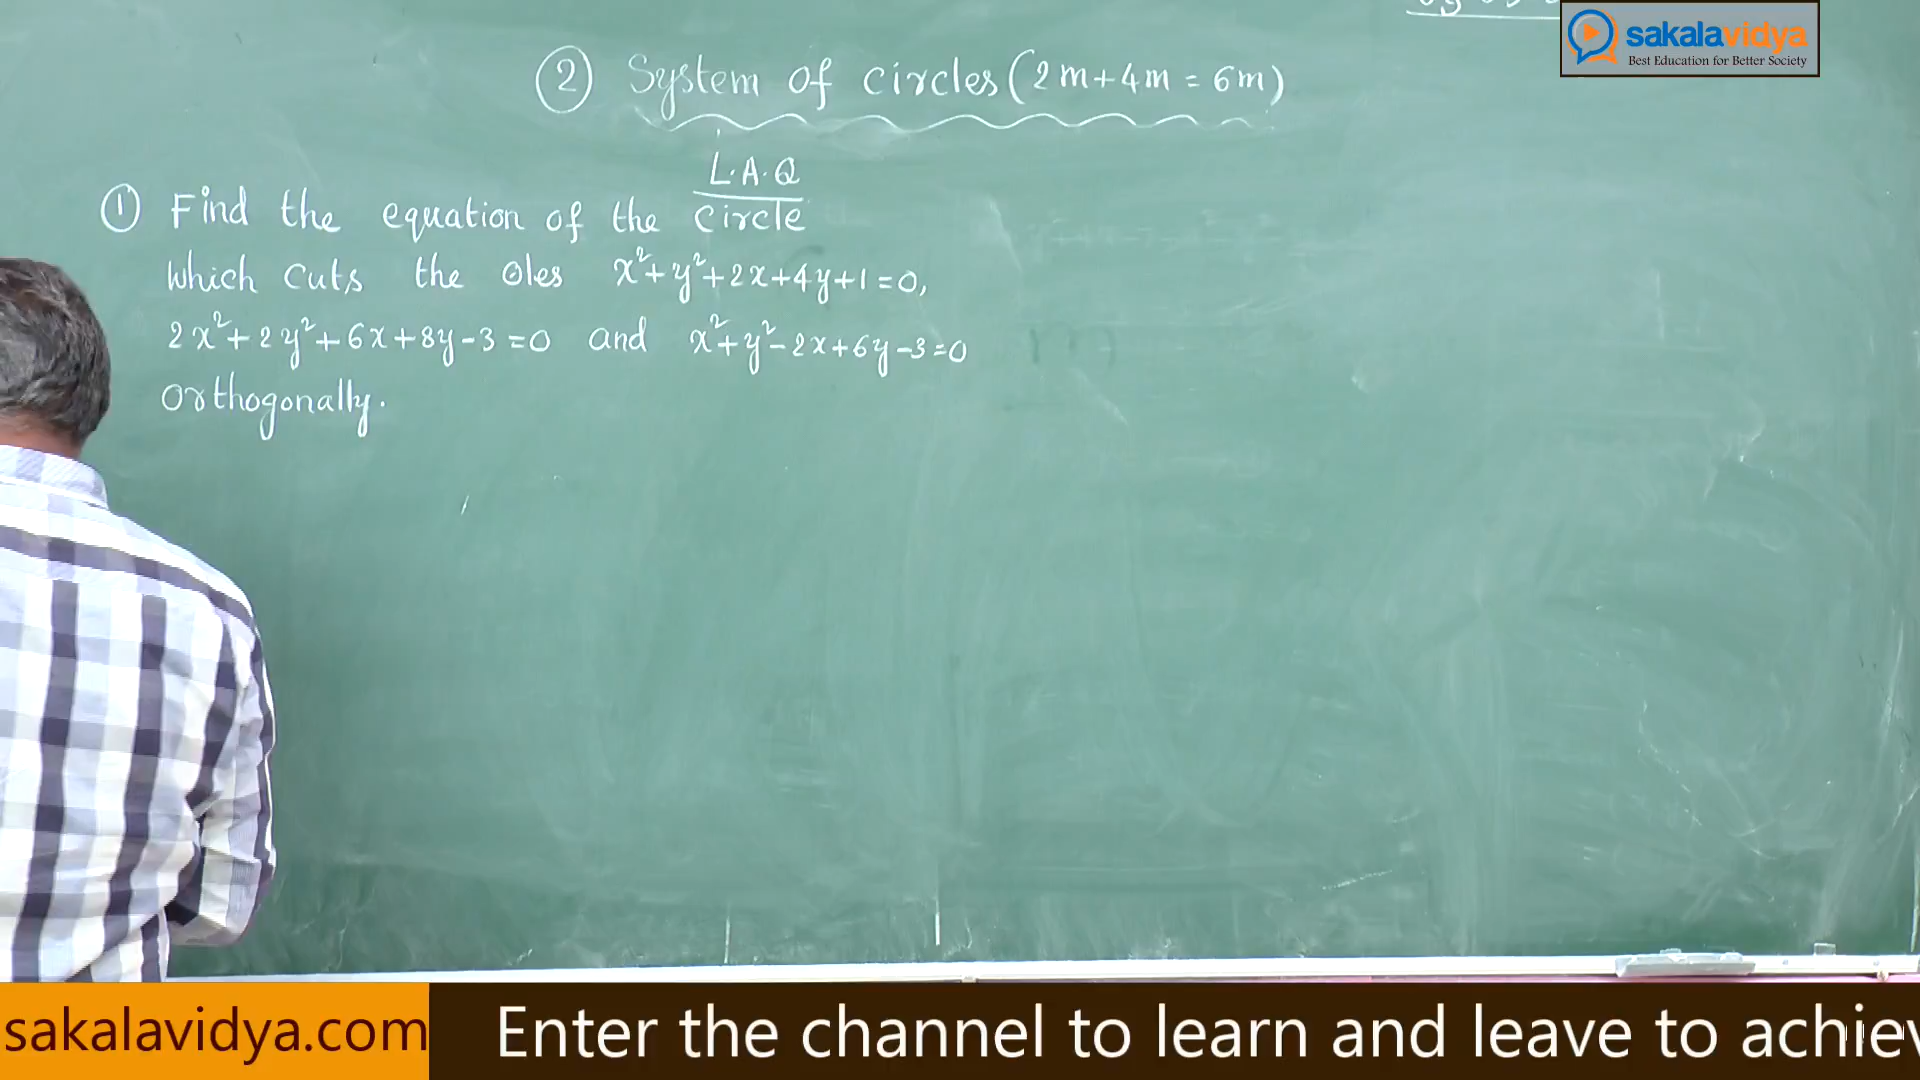 sakalavidya
Best Education for Better Society
② System of circles (2m+4m = 6m)
L.A.Q
① Find the equation of the circle
which cuts the ⊙les x²+y²+2x+4y+1=0,
2x²+2y²+6x+8y-3=0 and x²+y²-2x+6y-3=0
orthogonally.
sakalavidya.com Enter the channel to learn and leave to achiev